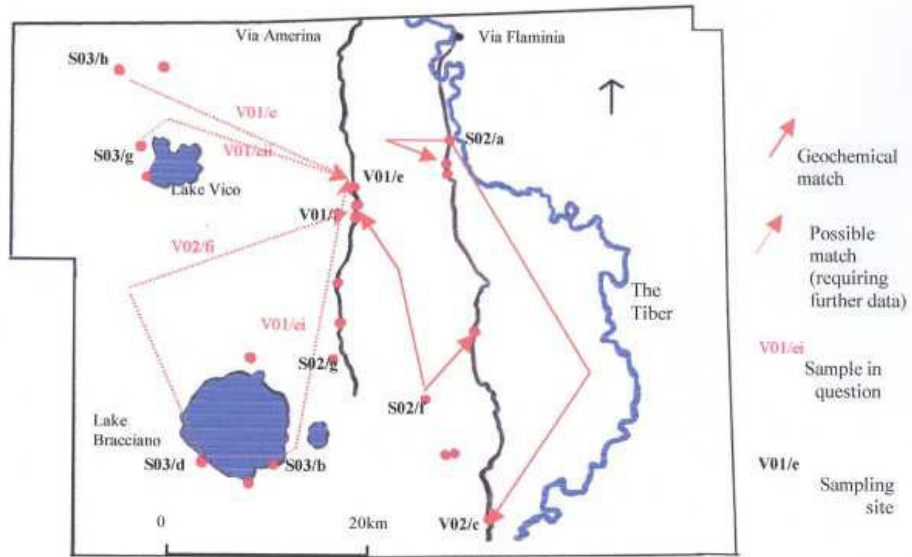 Via Amerina
Via Flaminia
S03/h
V01/c
S02/a
S03/g
V01/cii
Lake Vico
V01/e
V01/
V02/fi
The
Tiber
V01/ei
S02/g
S02/f
Lake
Bracciano
S03/d
S03/b
V02/c
0
20km
Geochemical
match
Possible
match
(requiring
further data)
V01/ei
Sample in
question
V01/e
Sampling
site